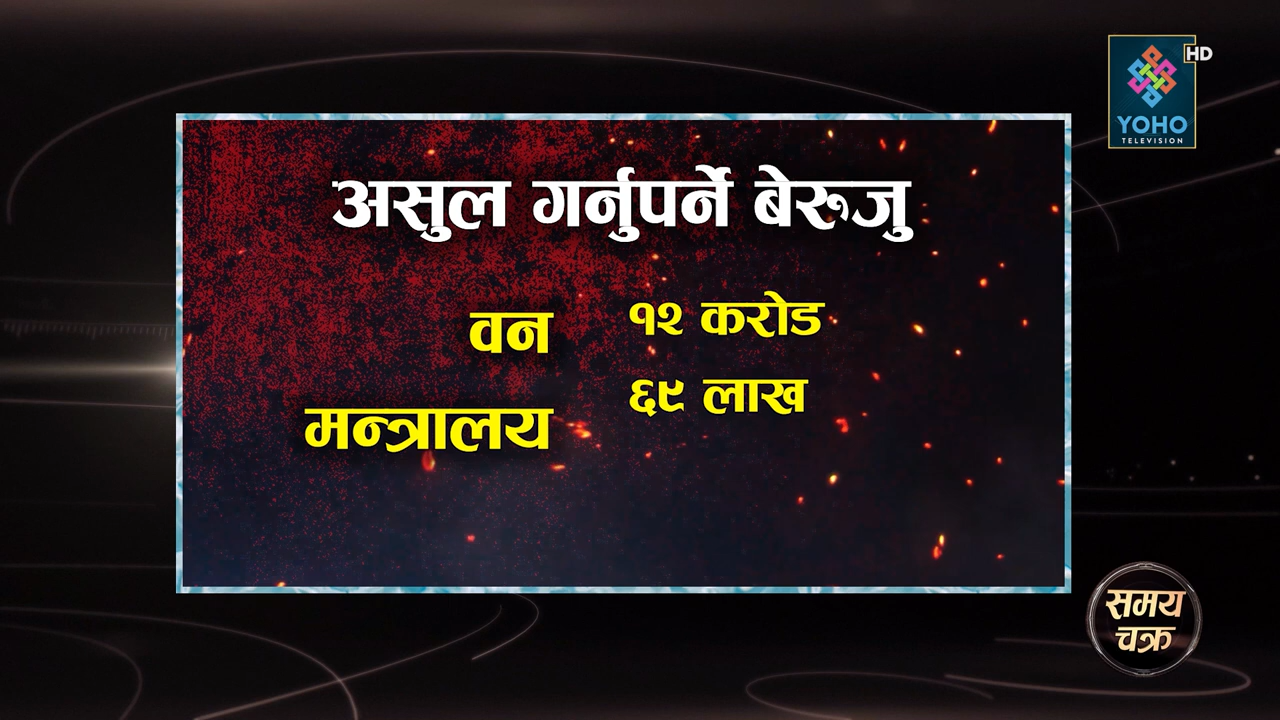 HD
YOHO
TELEVISION
असुल गर्नुपर्ने बेरुजु
वन
मन्त्रालय
१२ करोड
६९ लाख
समय
चक्र